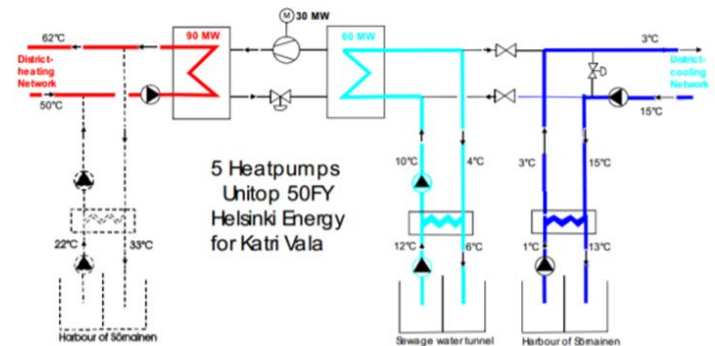 M 30 MW
62°C
90 MW
60 MW
3°C
District-
heating
Network
District-
cooling
Network
50°C
15°C
5 Heatpumps
Unitop 50FY
Helsinki Energy
for Katri Vala
10°C
4°C
3°C
15°C
22°C
33°C
12°C
6°C
1°C
13°C
Harbour of Sörnainen
Sewage water tunnel
Harbour of Sörnainen